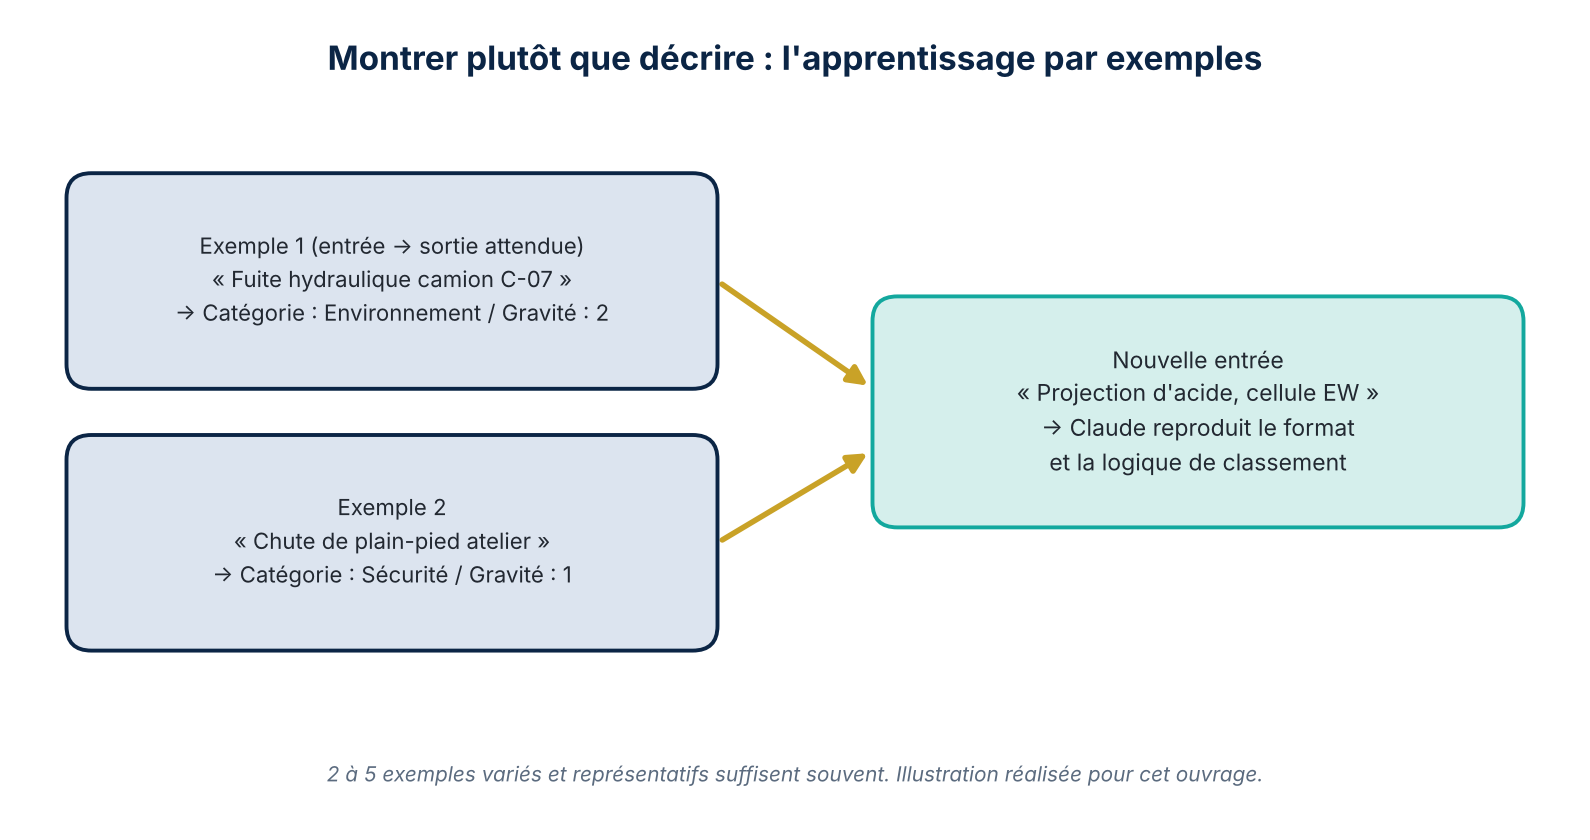 Montrer plutôt que décrire : l'apprentissage par exemples
Exemple 1 (entrée → sortie attendue)
« Fuite hydraulique camion C-07 »
→ Catégorie : Environnement / Gravité : 2
Exemple 2
« Chute de plain-pied atelier »
→ Catégorie : Sécurité / Gravité : 1
Nouvelle entrée
« Projection d'acide, cellule EW »
→ Claude reproduit le format
et la logique de classement
2 à 5 exemples variés et représentatifs suffisent souvent. Illustration réalisée pour cet ouvrage.